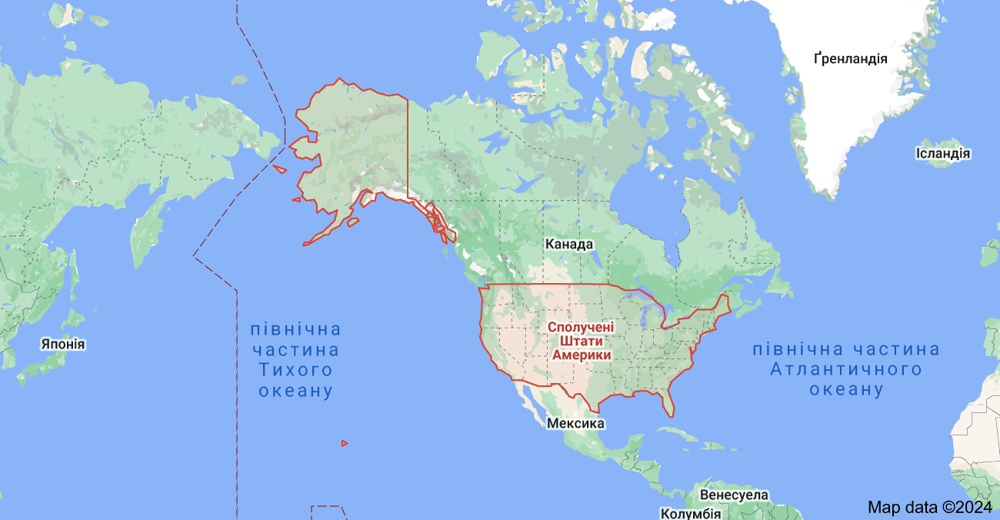 Ґренландія
Ісландія
Канада
Сполучені
Штати
Америки
північна
частина
Тихого
океану
північна частина
Атлантичного
океану
Японія
Мексика
Венесуела
Колумбія
Map data ©2024